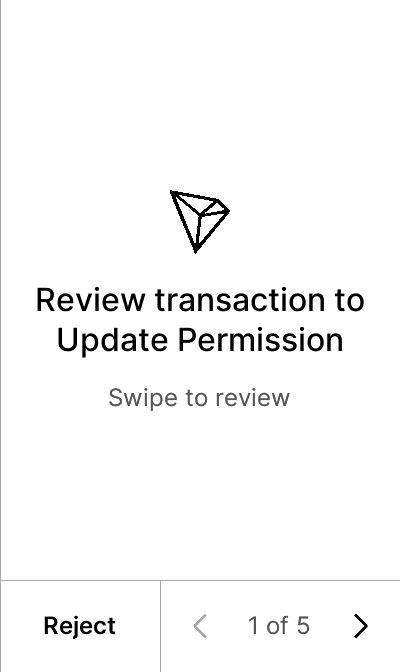 Review transaction to
Update Permission
Swipe to review
Reject
1 of 5